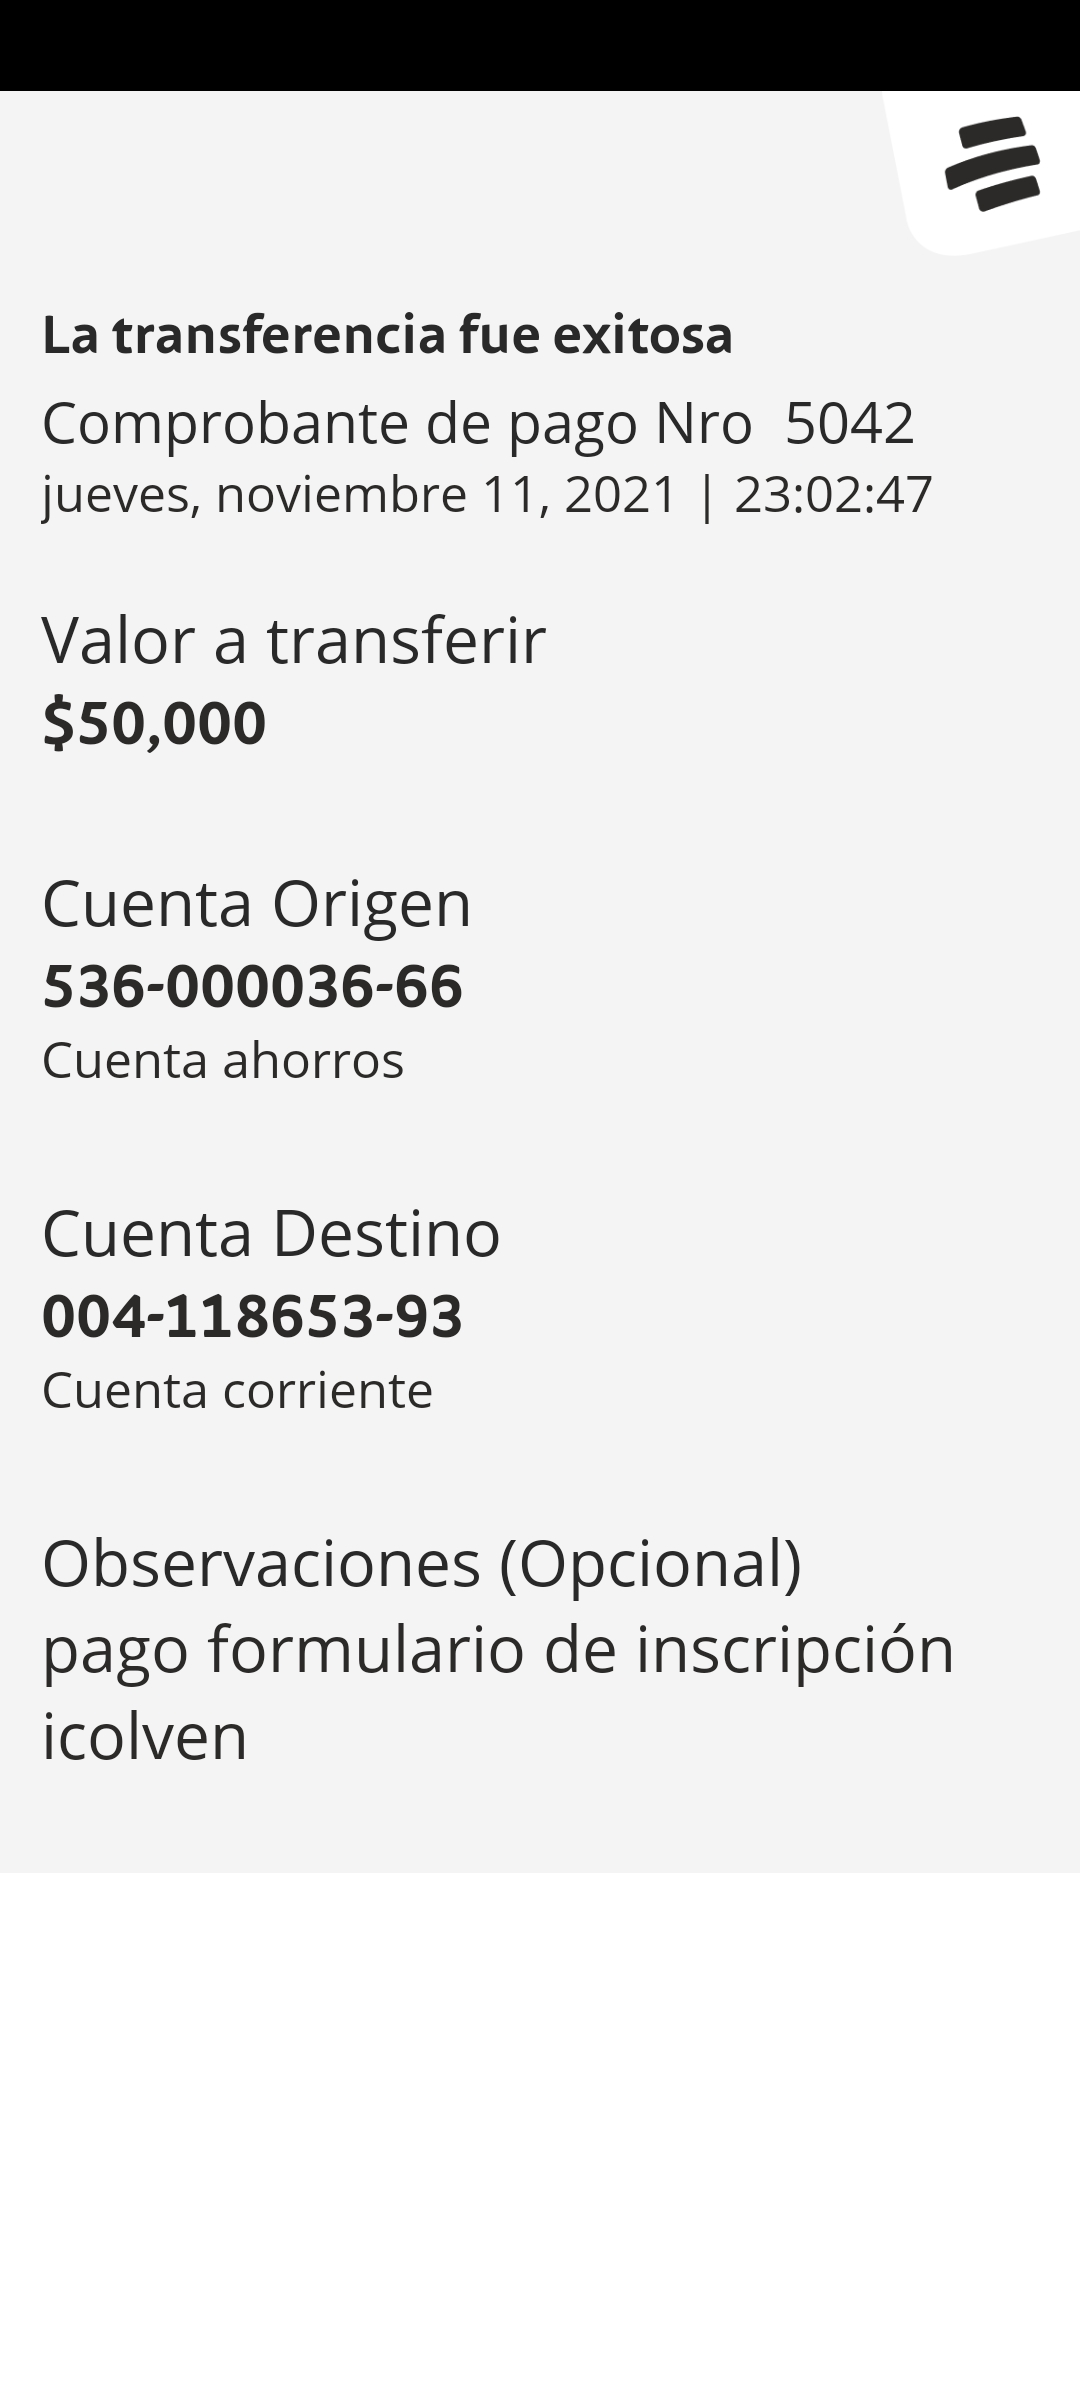 La transferencia fue exitosa
Comprobante de pago Nro  5042
jueves, noviembre 11, 2021 | 23:02:47
Valor a transferir
$50,000
Cuenta Origen
536-000036-66
Cuenta ahorros
Cuenta Destino
004-118653-93
Cuenta corriente
Observaciones (Opcional)
pago formulario de inscripción
icolven